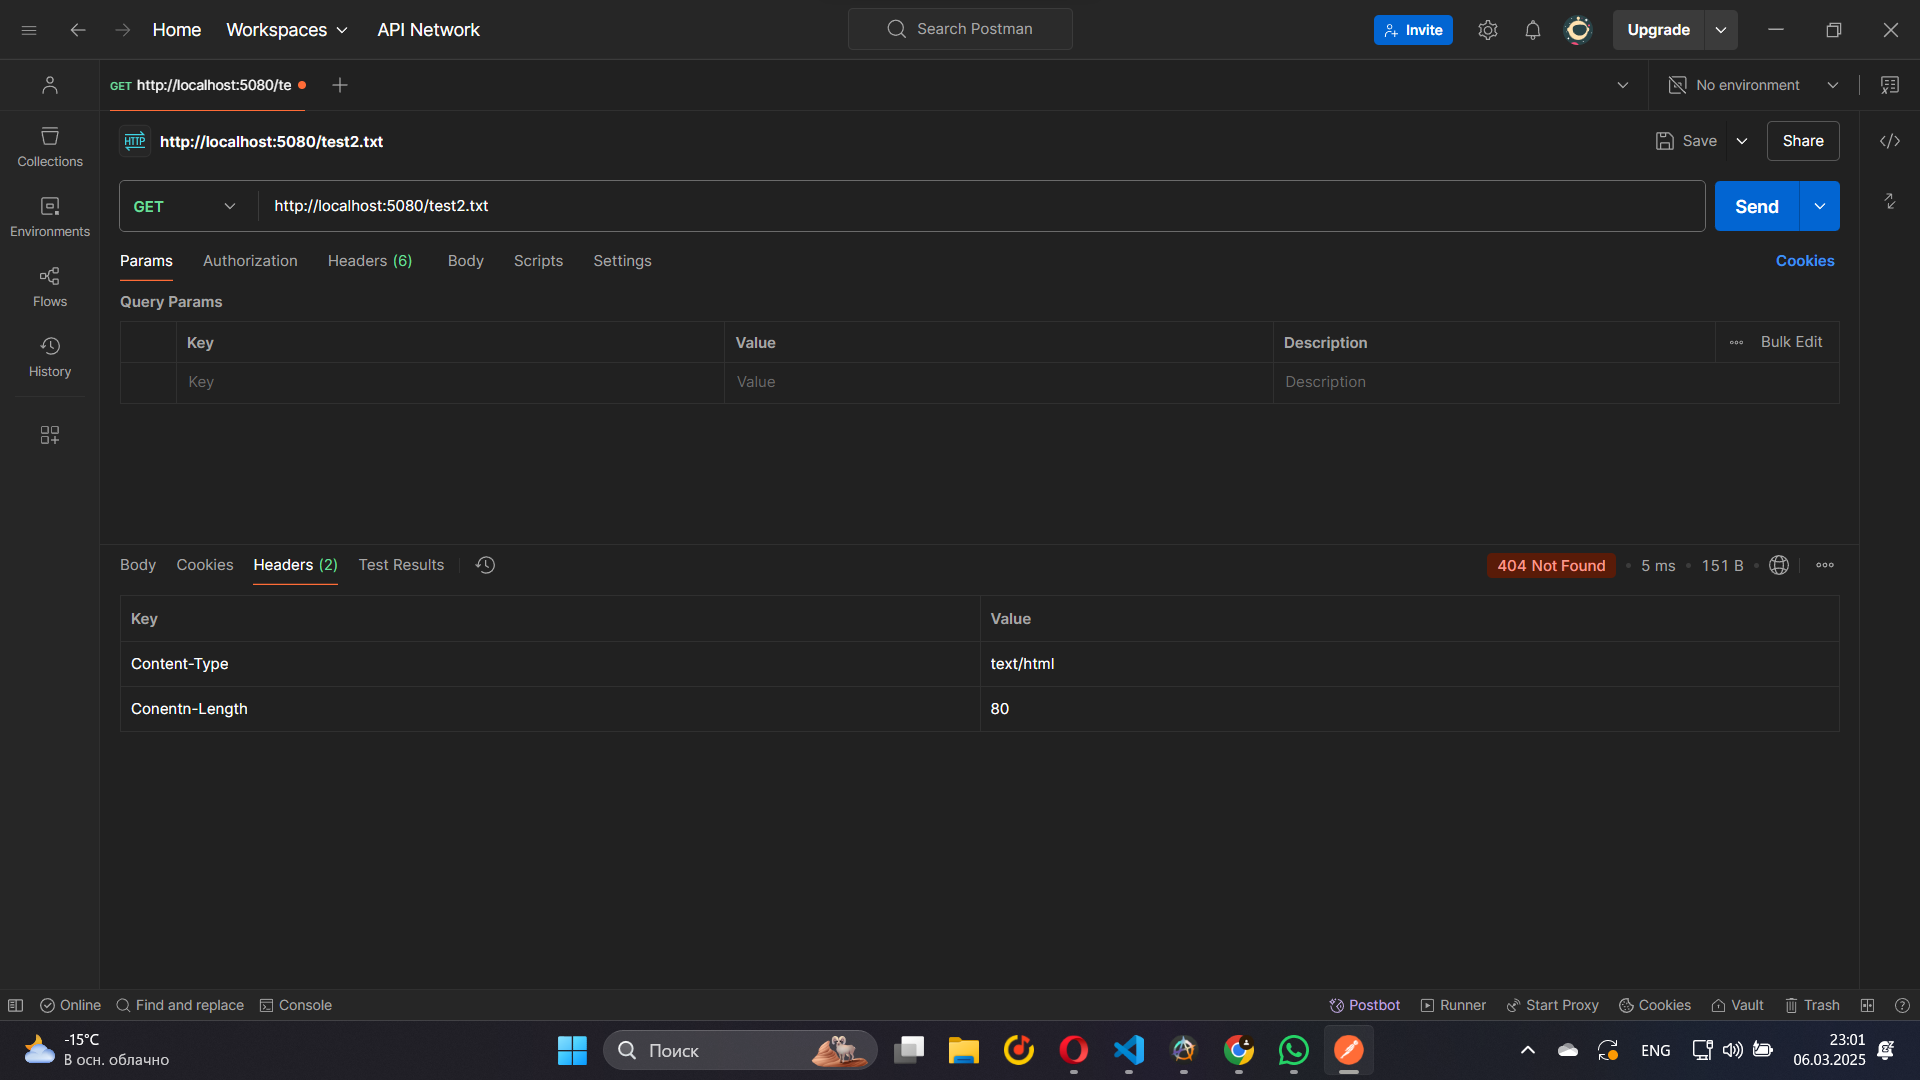 Home Workspaces API Network Search Postman Invite Upgrade
GET http://localhost:5080/te No environment
HTTP http://localhost:5080/test2.txt Save Share
Collections
GET http://localhost:5080/test2.txt Send
Environments
Params Authorization Headers (6) Body Scripts Settings Cookies
Flows
Query Params
Key Value Description Bulk Edit
History
Key Value Description
Body Cookies Headers (2) Test Results 404 Not Found 5 ms 151 B
Key Value
Content-Type text/html
Conentn-Length 80
Online Find and replace Console Postbot Runner Start Proxy Cookies Vault Trash
-15°C
В осн. облачно
Поиск
ENG
23:01
06.03.2025